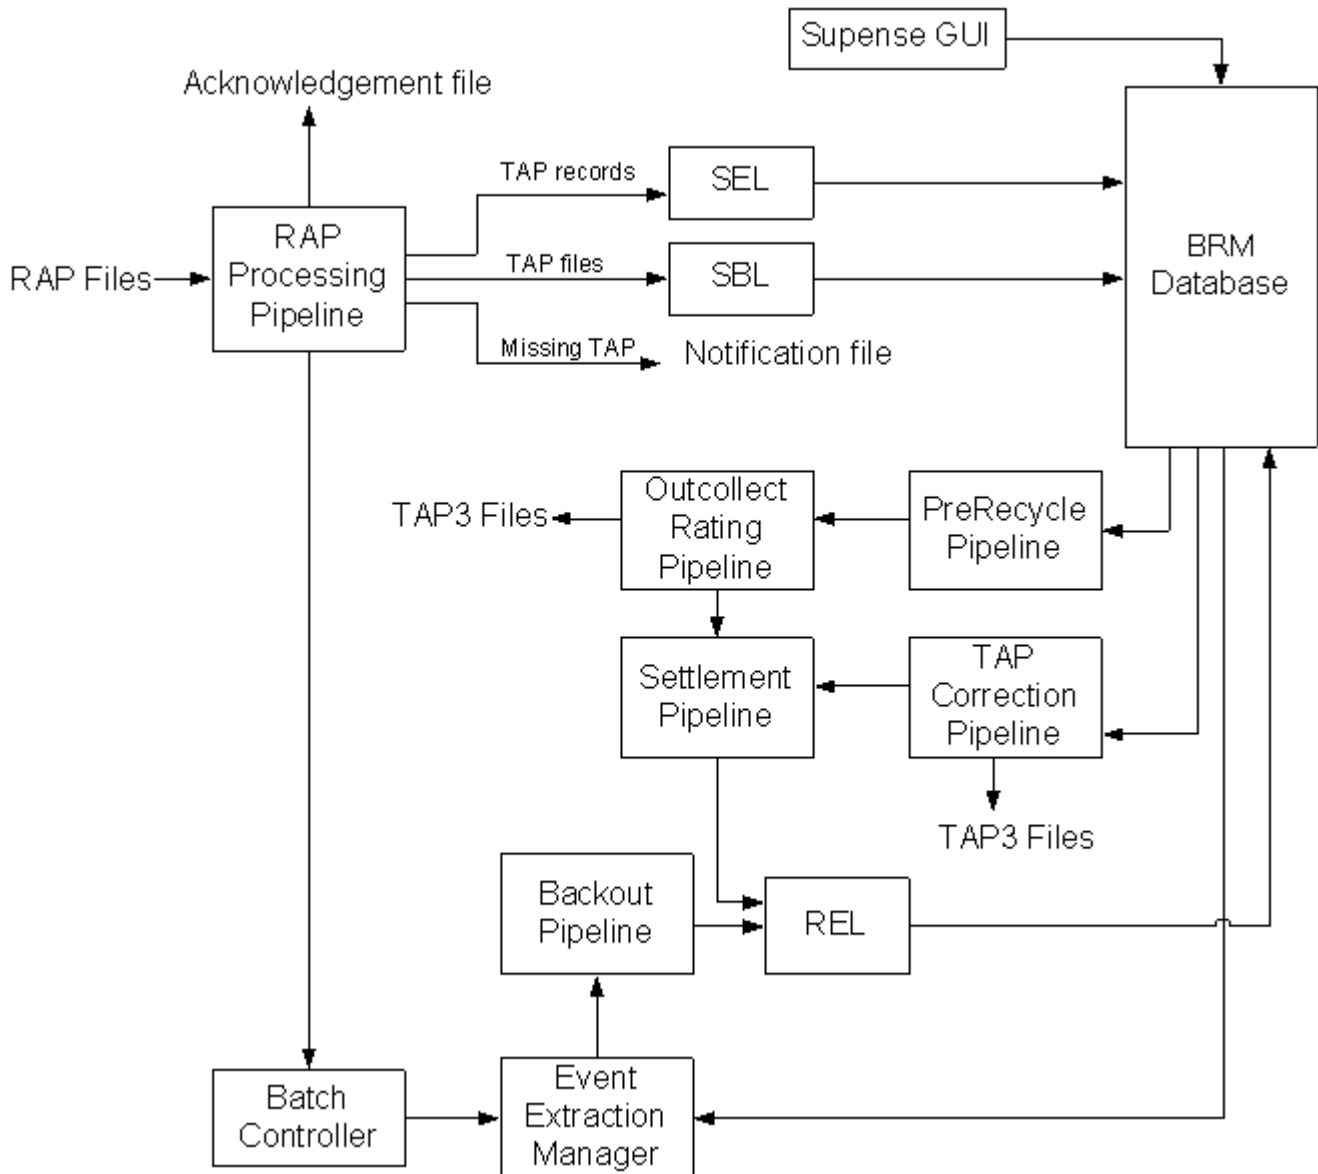 Supense GUI
Acknowledgement file
TAP records
SEL
RAP
Processing
Pipeline
BRM
Database
RAP Files
TAP files
SBL
Missing TAP
Notification file
Outcollect
Rating
Pipeline
PreRecycle
Pipeline
TAP3 Files
Settlement
Pipeline
TAP
Correction
Pipeline
TAP3 Files
Backout
Pipeline
REL
Batch
Controller
Event
Extraction
Manager